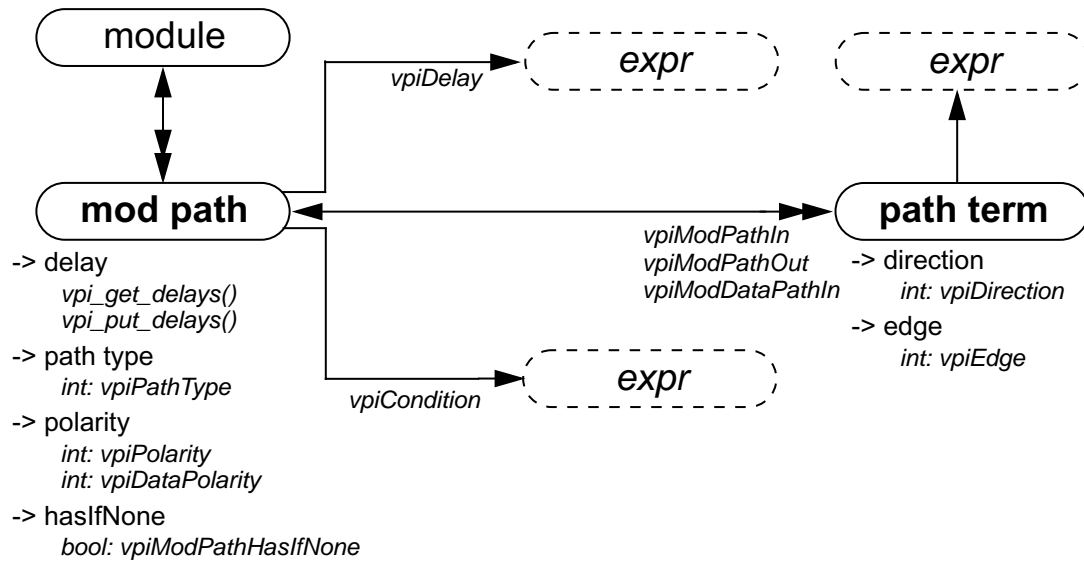 module
expr
expr
vpiDelay
mod path
path term
vpiModPathIn
vpiModPathOut
vpiModDataPathIn
-> delay
vpi_get_delays()
vpi_put_delays()
-> path type
int: vpiPathType
-> polarity
int: vpiPolarity
int: vpiDataPolarity
-> hasIfNone
bool: vpiModPathHasIfNone
-> direction
int: vpiDirection
-> edge
int: vpiEdge
expr
vpiCondition